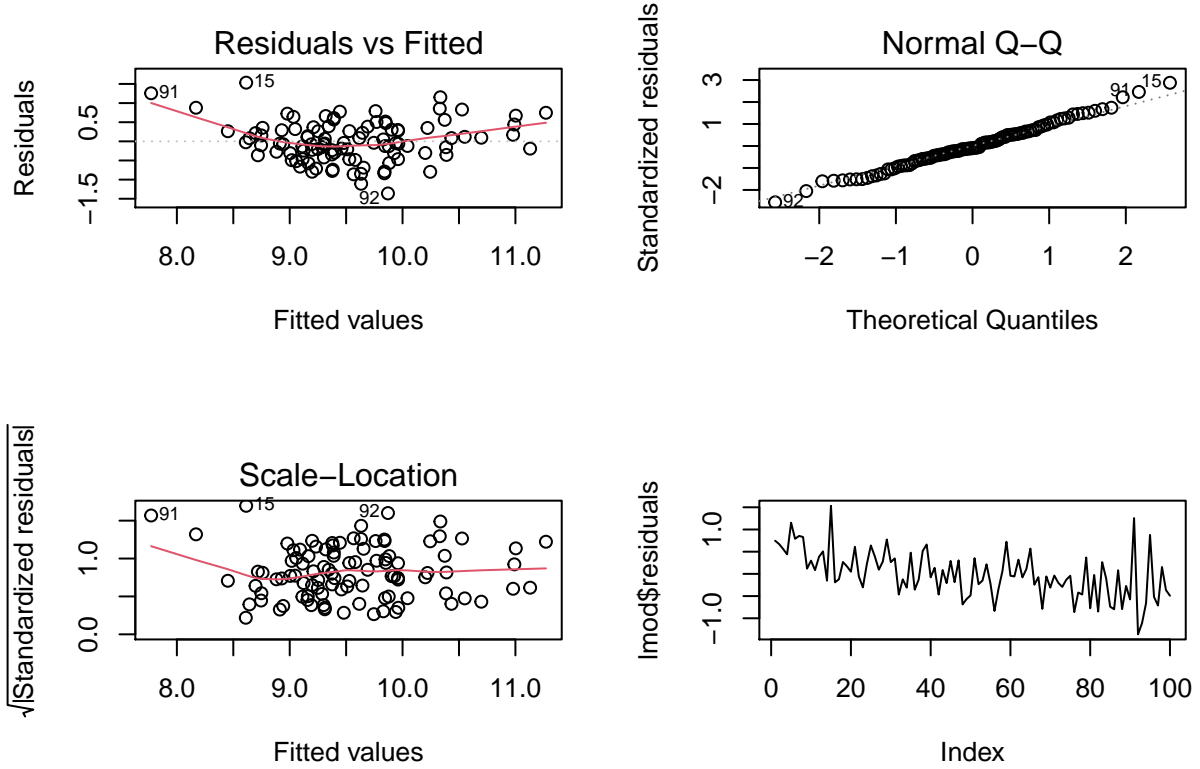 Residuals vs Fitted
Residuals
−1.5 0.5
91
15
92
8.0 9.0 10.0 11.0
Fitted values
Normal Q−Q
Standardized residuals
−2 1 3
92
91
15
−2 −1 0 1 2
Theoretical Quantiles
Scale−Location
√|Standardized residuals|
0.0 1.0
91
15
92
8.0 9.0 10.0 11.0
Fitted values
lmod$residuals
−1.0 1.0
0 20 40 60 80 100
Index